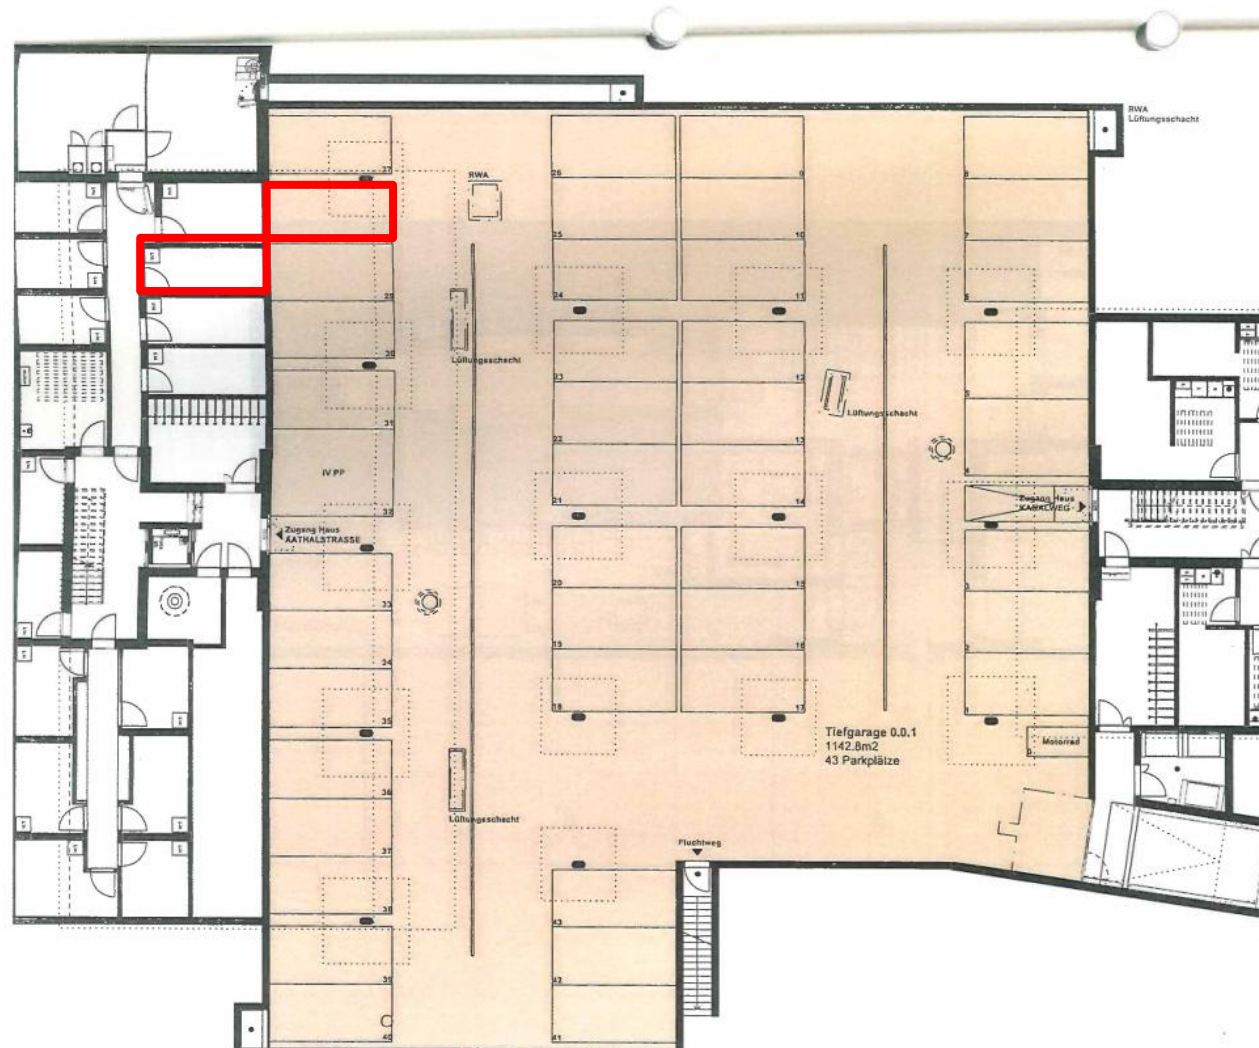 RWA
Lüftungsschacht
27
RWA
26
9
8
25
10
7
24
11
6
29
30
Lüftungsschacht
23
12
5
Lüftungsschacht
31
22
13
4
IV PP
21
14
32
Zugang Haus
KANALWEG
Zugang Haus
AATHALSTRASSE
20
15
3
33
19
16
2
34
18
17
1
35
Tiefgarage 0.0.1
1142.8m2
43 Parkplätze
Motorrad
36
Lüftungsschacht
37
Fluchtweg
38
43
39
42
40
41